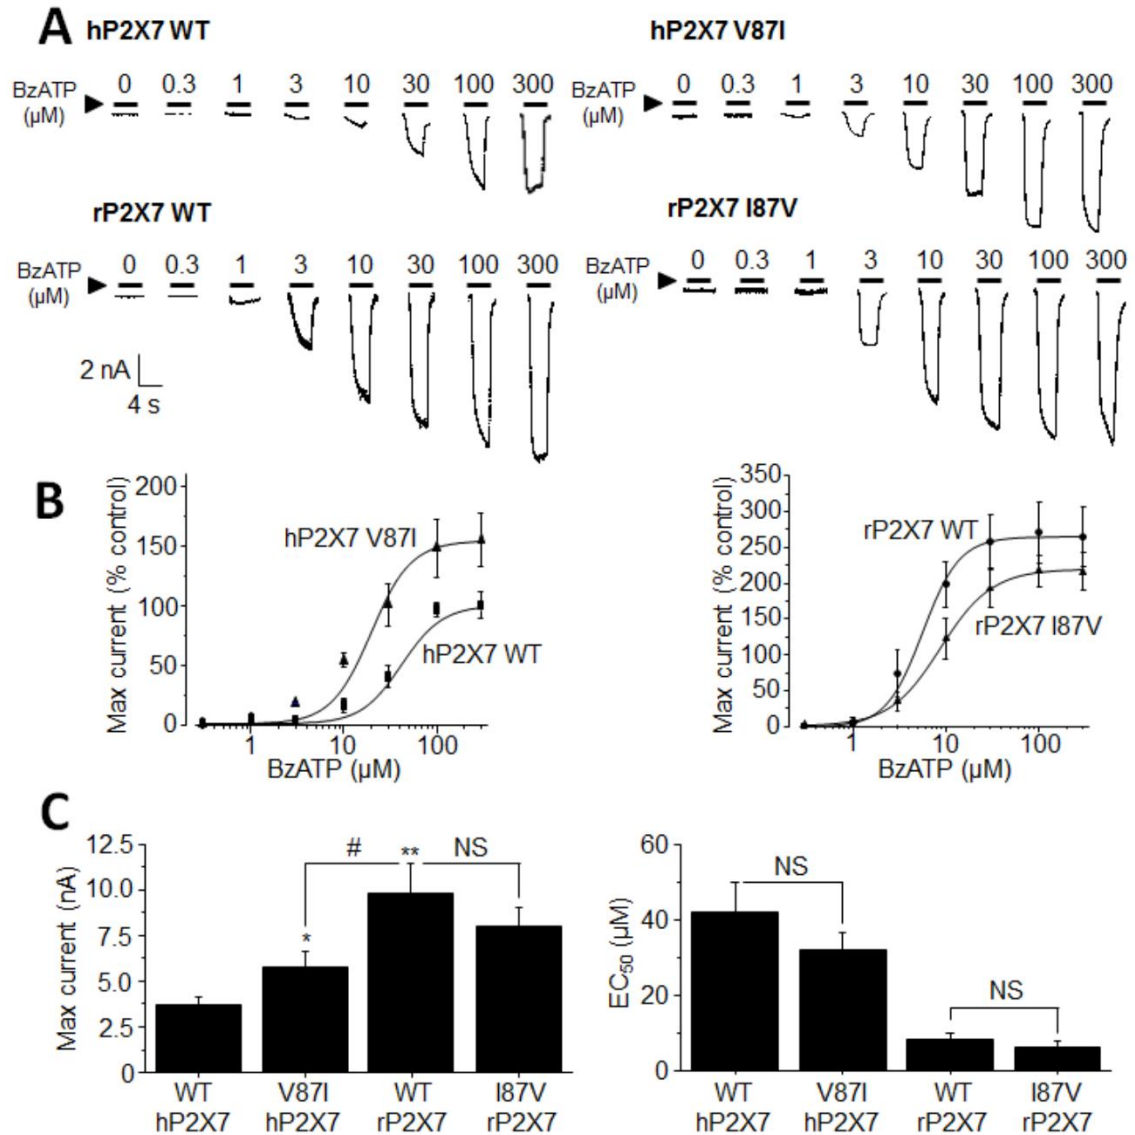 A
hP2X7 WT
BzATP (µM)
0 0.3 1 3 10 30 100 300
hP2X7 V87I
BzATP (µM)
0 0.3 1 3 10 30 100 300
rP2X7 WT
BzATP (µM)
0 0.3 1 3 10 30 100 300
rP2X7 I87V
BzATP (µM)
0 0.3 1 3 10 30 100 300
2 nA
4 s
B
Max current (% control)
200
150
100
50
0
hP2X7 V87I
hP2X7 WT
1 10 100
BzATP (µM)
Max current (% control)
350
300
250
200
150
100
50
0
rP2X7 WT
rP2X7 I87V
1 10 100
BzATP (µM)
C
Max current (nA)
12.5
10.0
7.5
5.0
2.5
0
# ** NS
*
WT V87I WT I87V
hP2X7 hP2X7 rP2X7 rP2X7
EC50 (µM)
60
40
20
0
NS
NS
WT V87I WT I87V
hP2X7 hP2X7 rP2X7 rP2X7